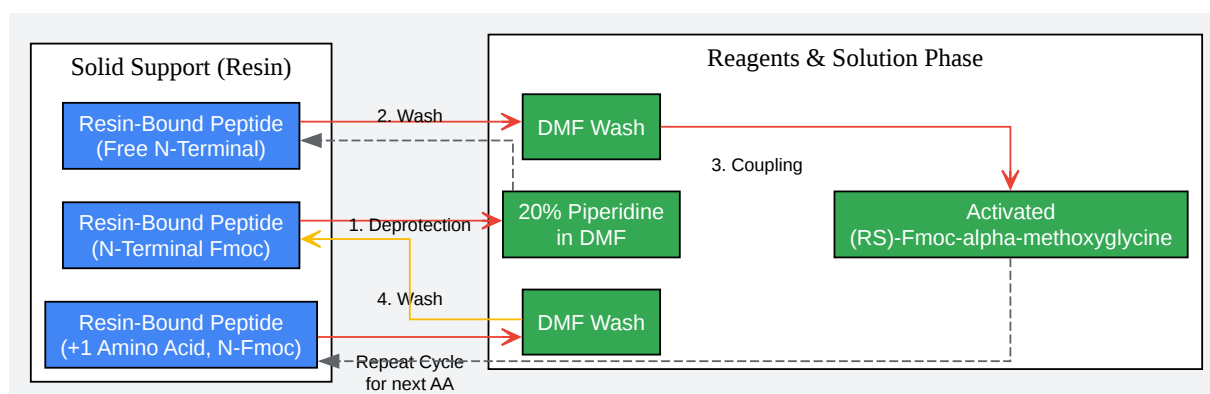 Solid Support (Resin)
Reagents & Solution Phase
Resin-Bound Peptide
(Free N-Terminal)
2. Wash
DMF Wash
3. Coupling
Resin-Bound Peptide
(N-Terminal Fmoc)
1. Deprotection
20% Piperidine
in DMF
Activated
(RS)-Fmoc-alpha-methoxyglycine
4. Wash
Resin-Bound Peptide
(+1 Amino Acid, N-Fmoc)
DMF Wash
Repeat Cycle
for next AA